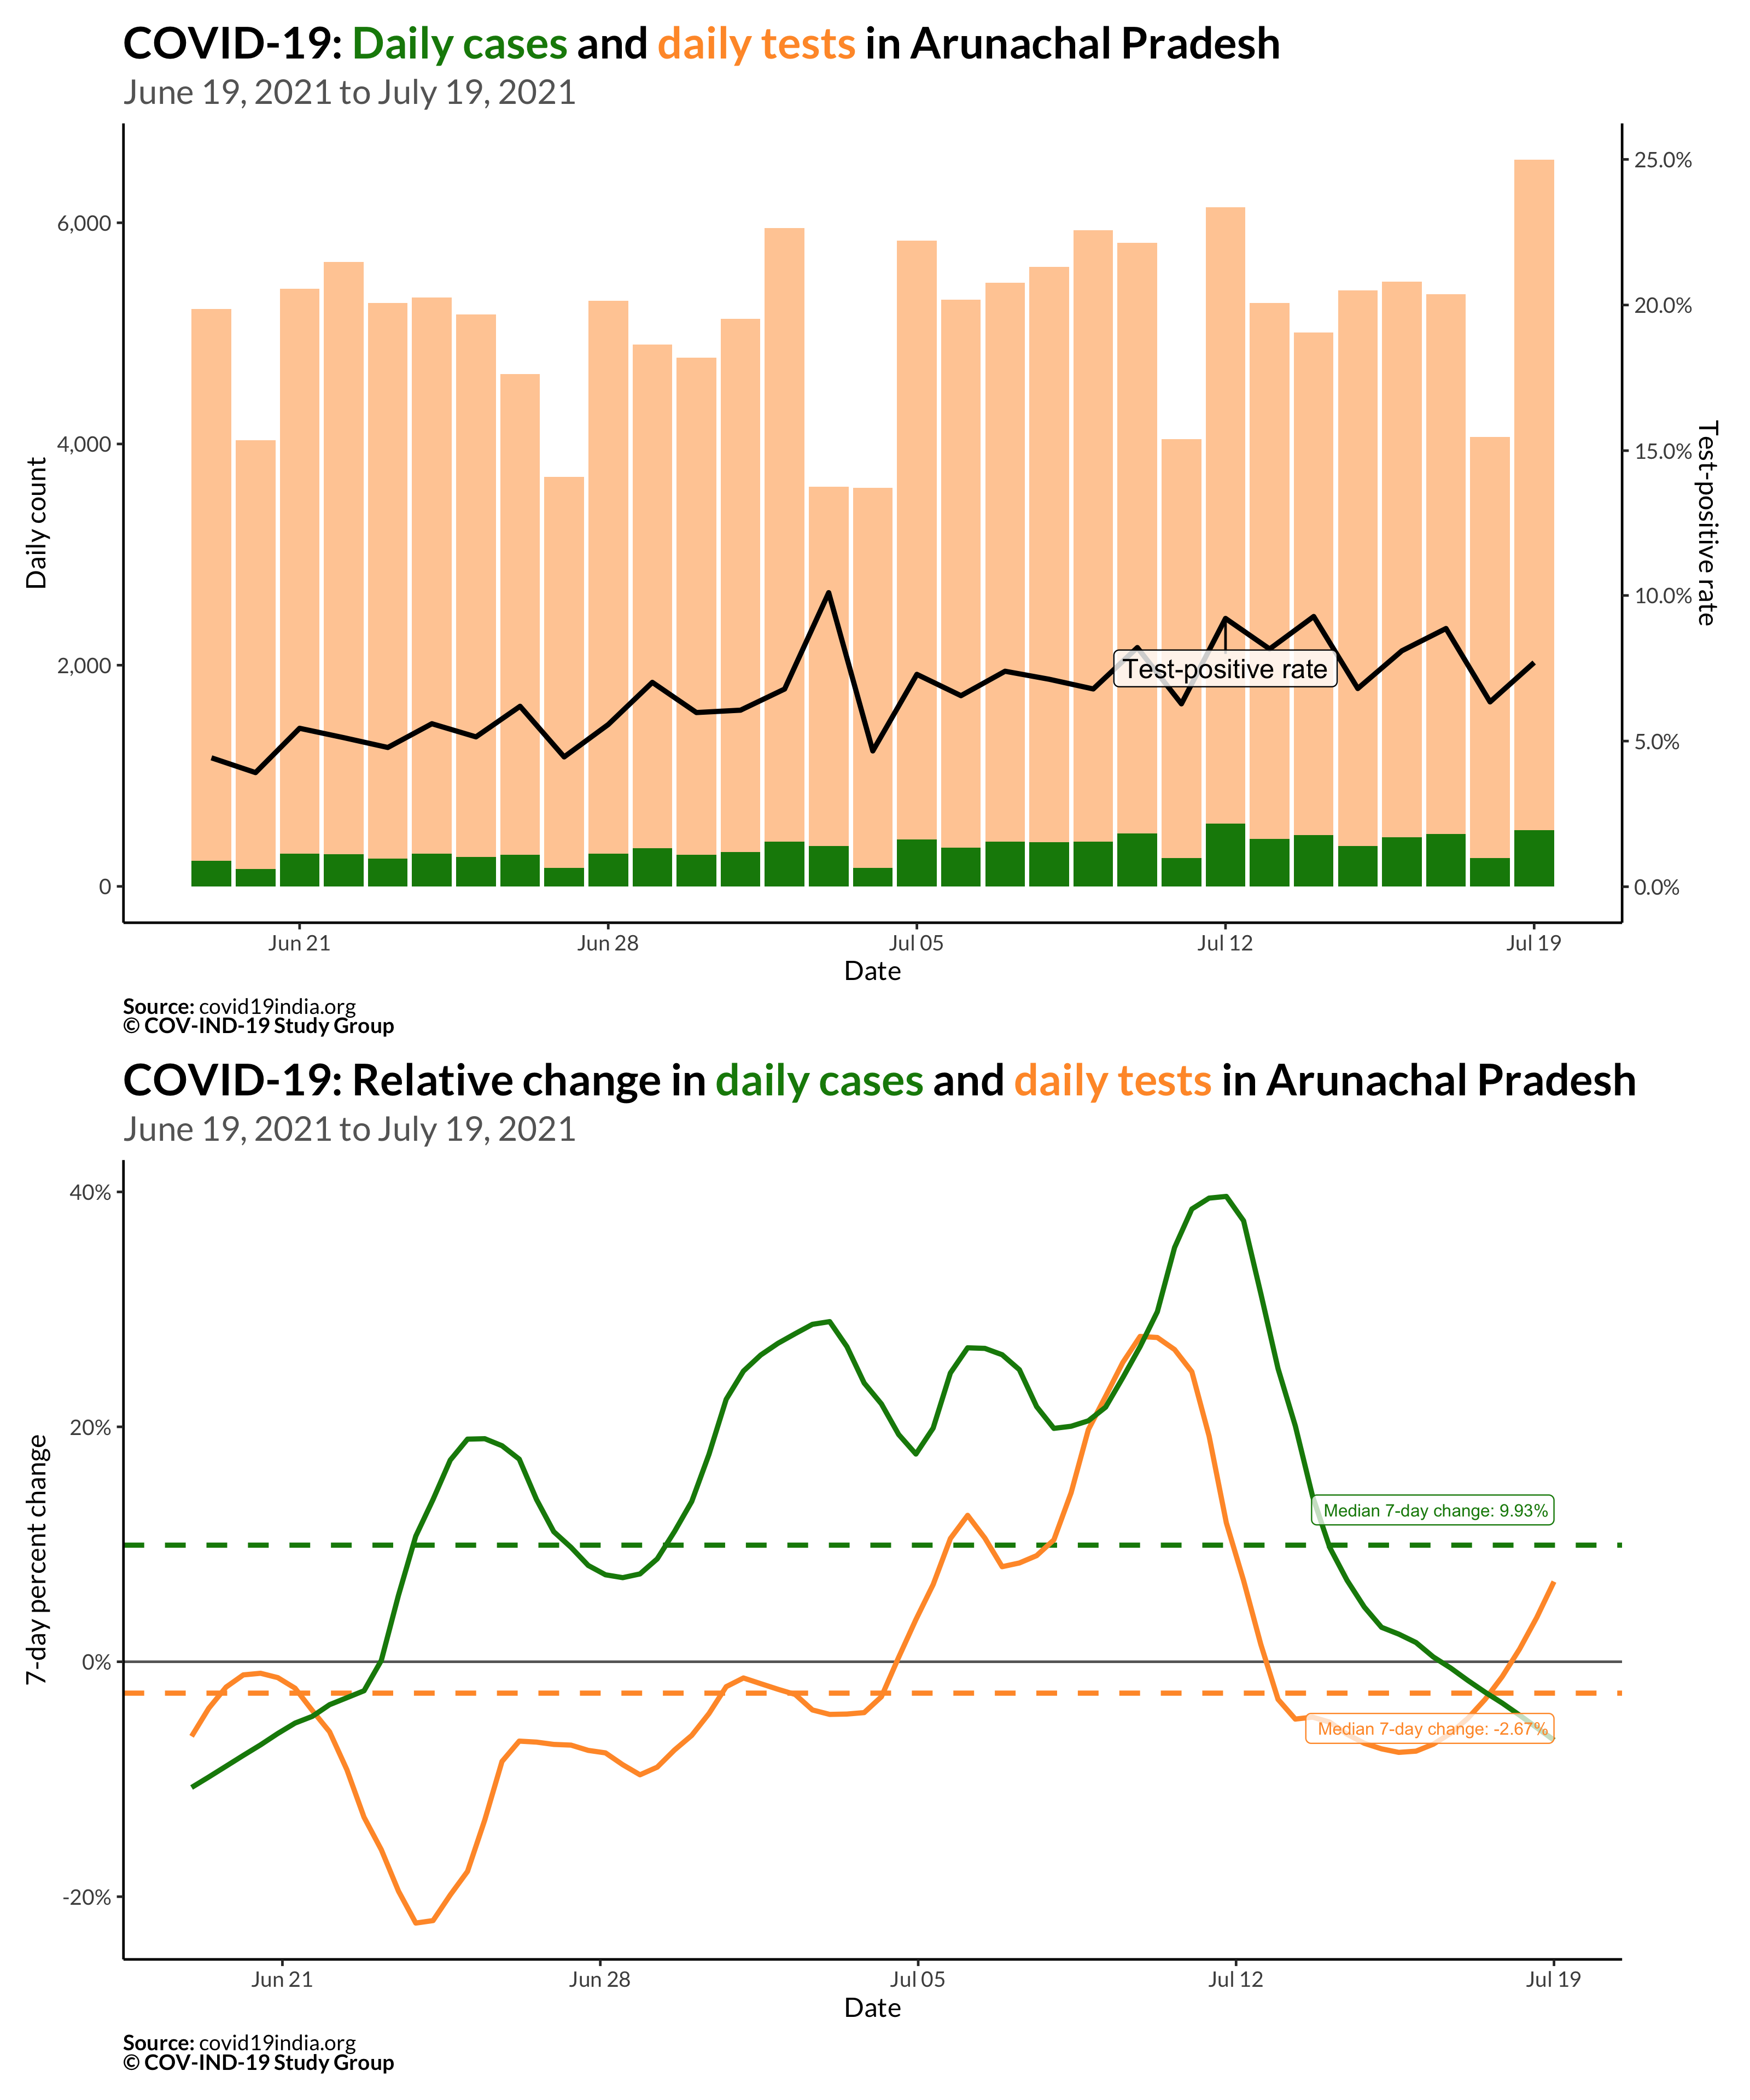 COVID-19: Daily cases and daily tests in Arunachal Pradesh
June 19, 2021 to July 19, 2021
25.0%
6,000
20.0%
4,000
15.0%
Daily count
Test-positive rate
10.0%
2,000
Test-positive rate
5.0%
0
0.0%
Jun 21 Jun 28 Jul 05 Jul 12 Jul 19
Date
Source: covid19india.org
© COV-IND-19 Study Group
COVID-19: Relative change in daily cases and daily tests in Arunachal Pradesh
June 19, 2021 to July 19, 2021
40%
20%
7-day percent change
Median 7-day change: 9.93%
0%
Median 7-day change: -2.67%
-20%
Jun 21 Jun 28 Jul 05 Jul 12 Jul 19
Date
Source: covid19india.org
© COV-IND-19 Study Group